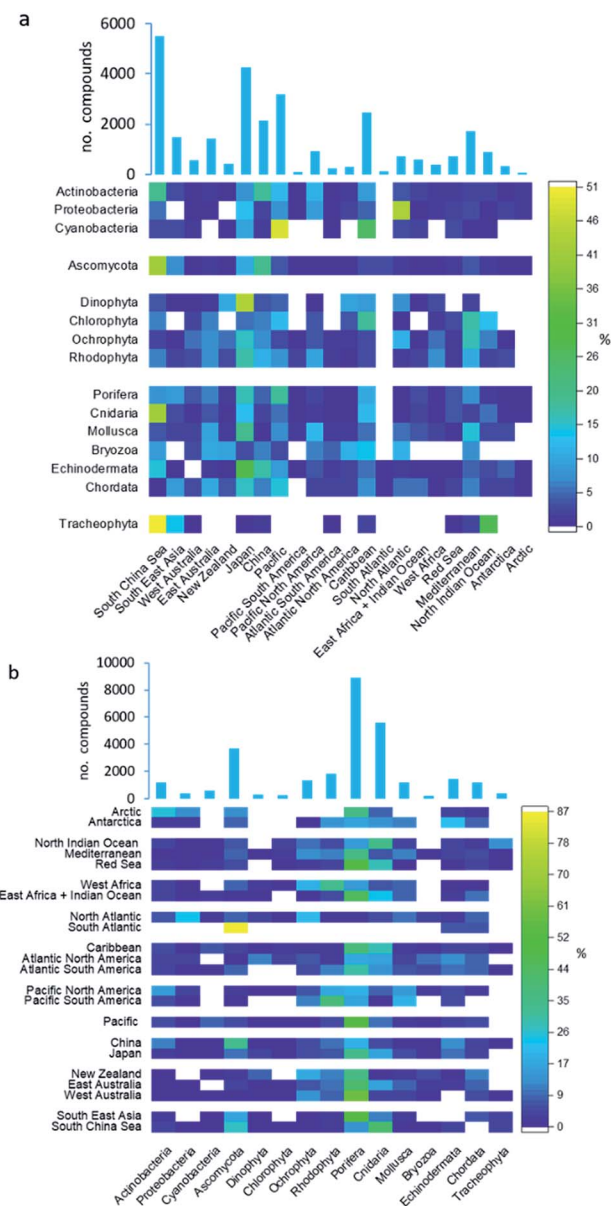 a
6000
4000
2000
0
no. compounds
Actinobacteria
Proteobacteria
Cyanobacteria
Ascomycota
Dinophyta
Chlorophyta
Ochrophyta
Rhodophyta
Porifera
Cnidaria
Mollusca
Bryozoa
Echinodermata
Chordata
Tracheophyta
51
46
41
36
31
26
20
15
10
5
0
%
South China Sea
South East Asia
West Australia
East Australia
New Zealand
Japan
China
Pacific
Pacific South America
Pacific North America
Atlantic South America
Atlantic North America
Caribbean
South Atlantic
North Atlantic
East Africa + Indian Ocean
West Africa
Red Sea
Mediterranean
North Indian Ocean
Antarctica
Arctic
b
10000
8000
6000
4000
2000
0
no. compounds
Arctic
Antarctica
North Indian Ocean
Mediterranean
Red Sea
West Africa
East Africa + Indian Ocean
North Atlantic
South Atlantic
Caribbean
Atlantic North America
Atlantic South America
Pacific North America
Pacific South America
Pacific
China
Japan
New Zealand
East Australia
West Australia
South East Asia
South China Sea
87
78
70
61
52
44
35
26
17
9
0
%
Actinobacteria
Proteobacteria
Cyanobacteria
Ascomycota
Dinophyta
Chlorophyta
Ochrophyta
Rhodophyta
Porifera
Cnidaria
Mollusca
Bryozoa
Echinodermata
Chordata
Tracheophyta